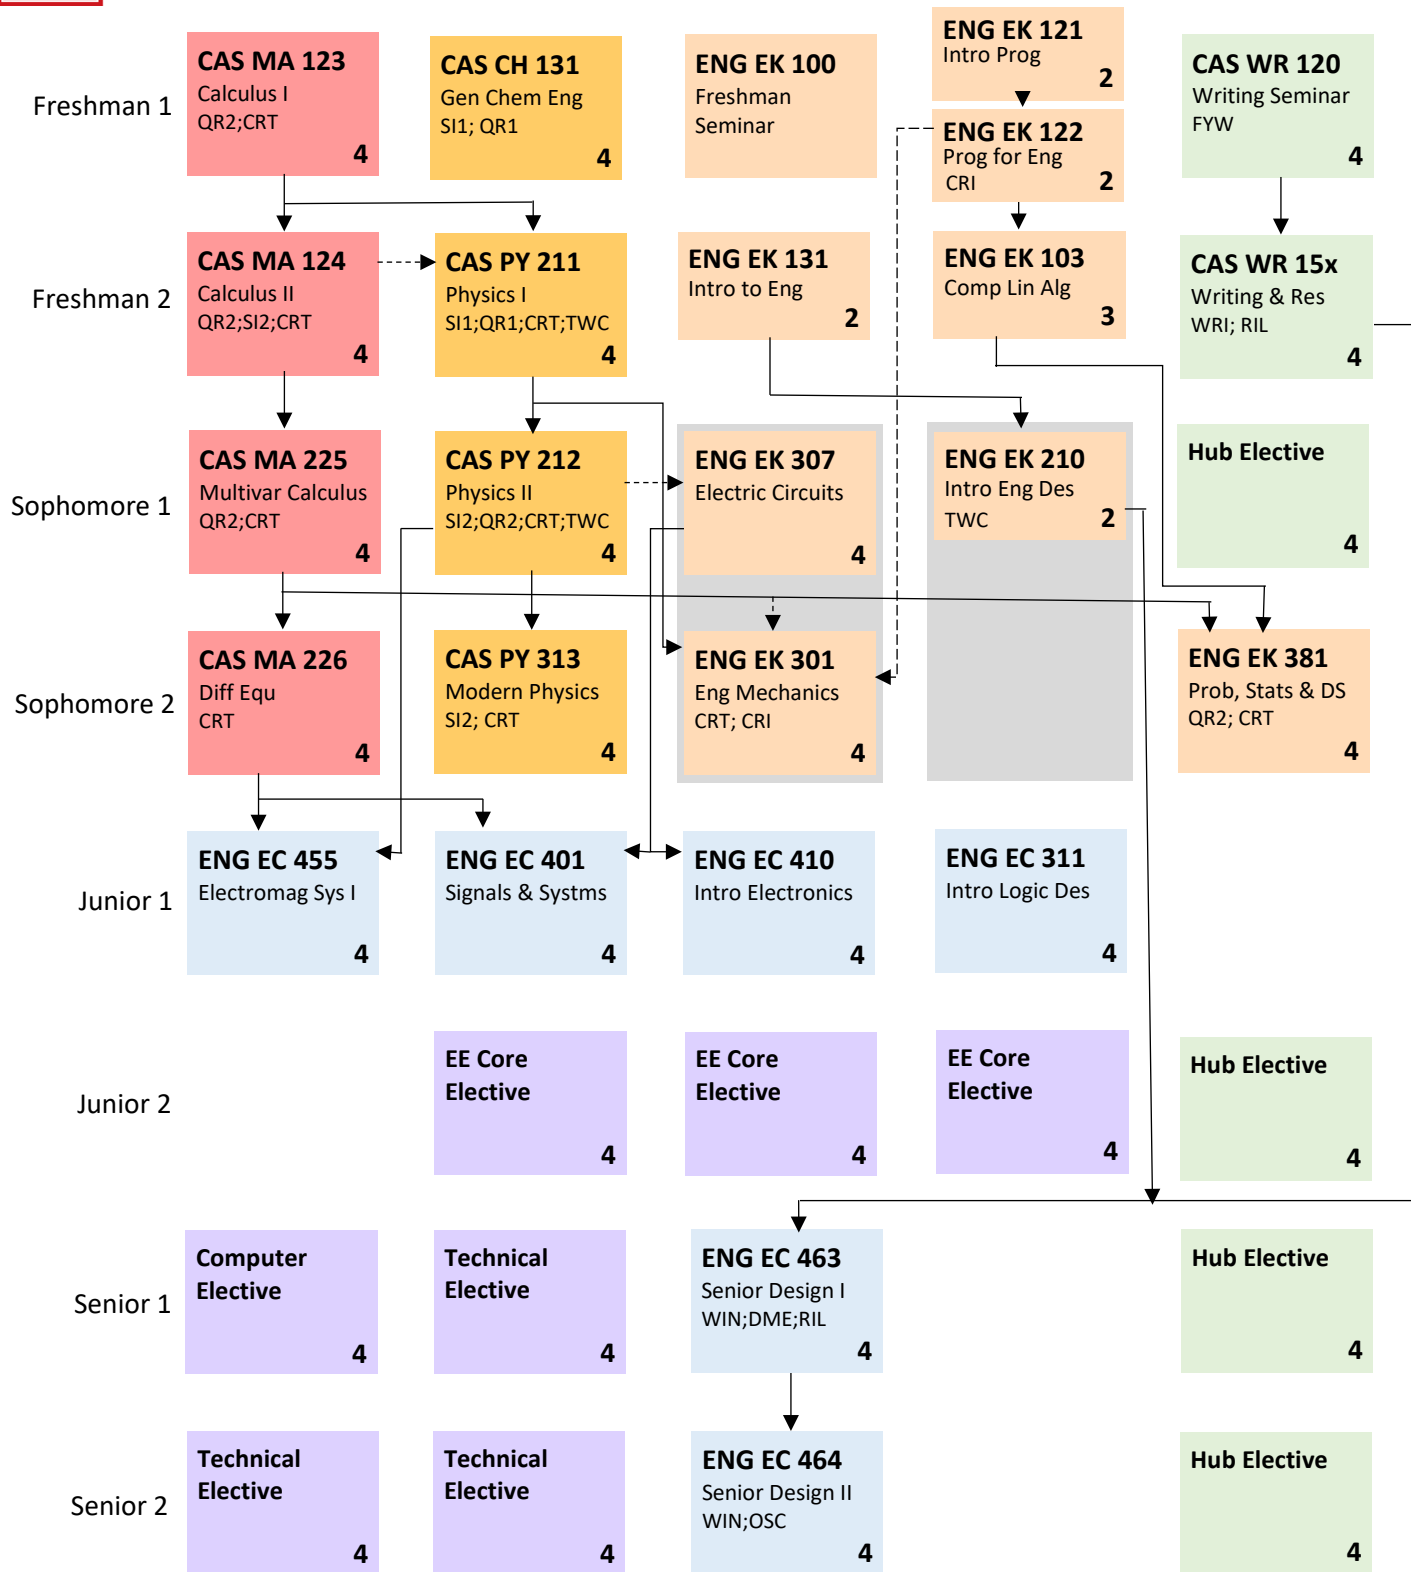 Freshman 1
CAS MA 123
Calculus I
QR2;CRT
4
CAS CH 131
Gen Chem Eng
SI1; QR1
4
ENG EK 100
Freshman
Seminar
ENG EK 121
Intro Prog
2
ENG EK 122
Prog for Eng
CRI
2
CAS WR 120
Writing Seminar
FYW
4
Freshman 2
CAS MA 124
Calculus II
QR2;SI2;CRT
4
CAS PY 211
Physics I
SI1;QR1;CRT;TWC
4
ENG EK 131
Intro to Eng
2
ENG EK 103
Comp Lin Alg
3
CAS WR 15x
Writing & Res
WRI; RIL
4
Sophomore 1
CAS MA 225
Multivar Calculus
QR2;CRT
4
CAS PY 212
Physics II
SI2;QR2;CRT;TWC
4
ENG EK 307
Electric Circuits
4
ENG EK 210
Intro Eng Des
TWC
2
Hub Elective
4
Sophomore 2
CAS MA 226
Diff Equ
CRT
4
CAS PY 313
Modern Physics
SI2; CRT
4
ENG EK 301
Eng Mechanics
CRT; CRI
4
ENG EK 381
Prob, Stats & DS
QR2; CRT
4
Junior 1
ENG EC 455
Electromag Sys I
4
ENG EC 401
Signals & Systms
4
ENG EC 410
Intro Electronics
4
ENG EC 311
Intro Logic Des
4
Junior 2
EE Core
Elective
4
EE Core
Elective
4
EE Core
Elective
4
Hub Elective
4
Senior 1
Computer
Elective
4
Technical
Elective
4
ENG EC 463
Senior Design I
WIN;DME;RIL
4
Hub Elective
4
Senior 2
Technical
Elective
4
Technical
Elective
4
ENG EC 464
Senior Design II
WIN;OSC
4
Hub Elective
4